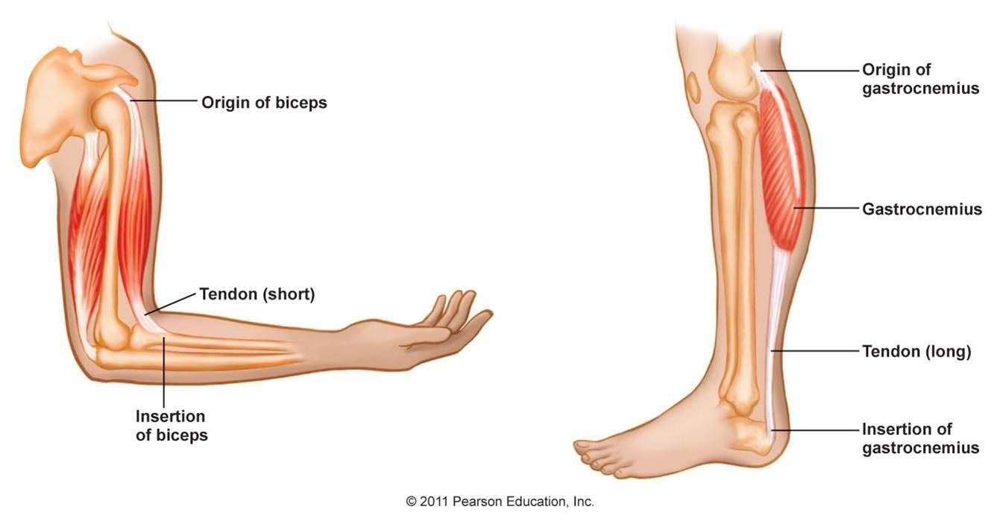 Origin of biceps
Tendon (short)
Insertion
of biceps
Origin of
gastrocnemius
Gastrocnemius
Tendon (long)
Insertion of
gastrocnemius
© 2011 Pearson Education, Inc.